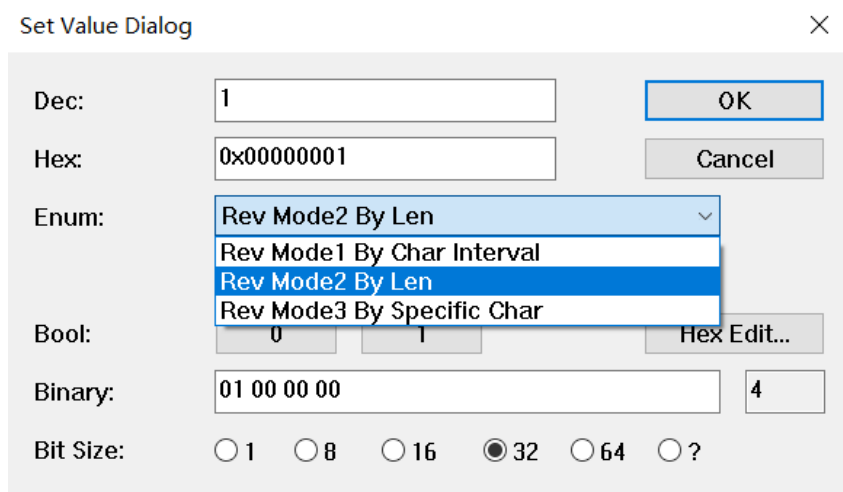 Set Value Dialog
Dec: 1 OK
Hex: 0x00000001 Cancel
Enum: Rev Mode2 By Len
Rev Mode1 By Char Interval
Rev Mode2 By Len
Rev Mode3 By Specific Char
Bool: 0 1 Hex Edit...
Binary: 01 00 00 00 4
Bit Size: 1 8 16 32 64 ?